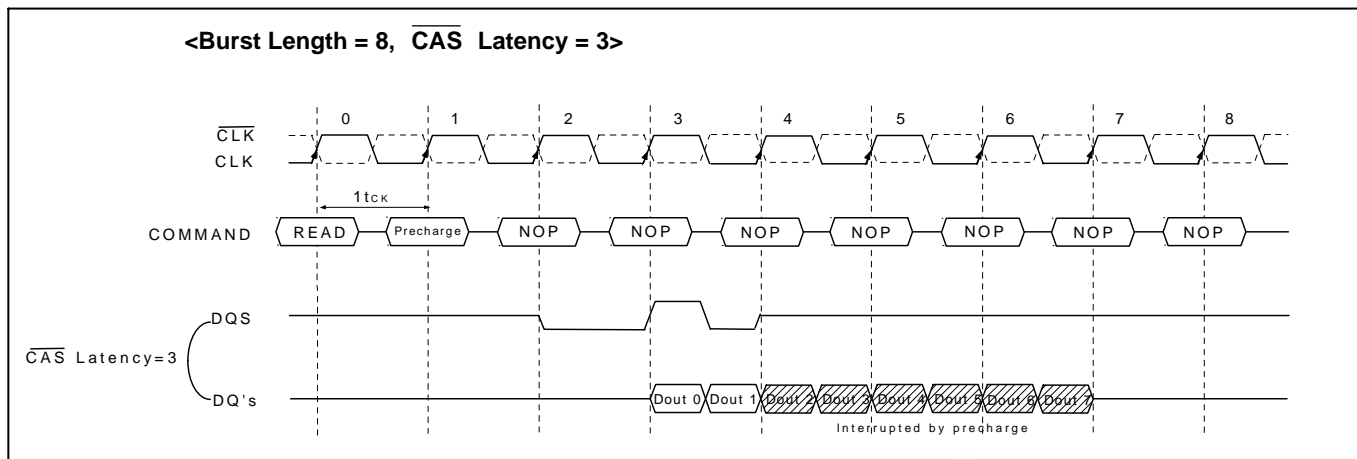 <Burst Length = 8, CAS Latency = 3>
0 1 2 3 4 5 6 7 8
CLK
CLK
1tCK
COMMAND READ Precharge NOP NOP NOP NOP NOP NOP NOP
DQS
CAS Latency=3
DQ's Dout 0 Dout 1 Dout 2 Dout 3 Dout 4 Dout 5 Dout 6 Dout 7
Interrupted by precharge